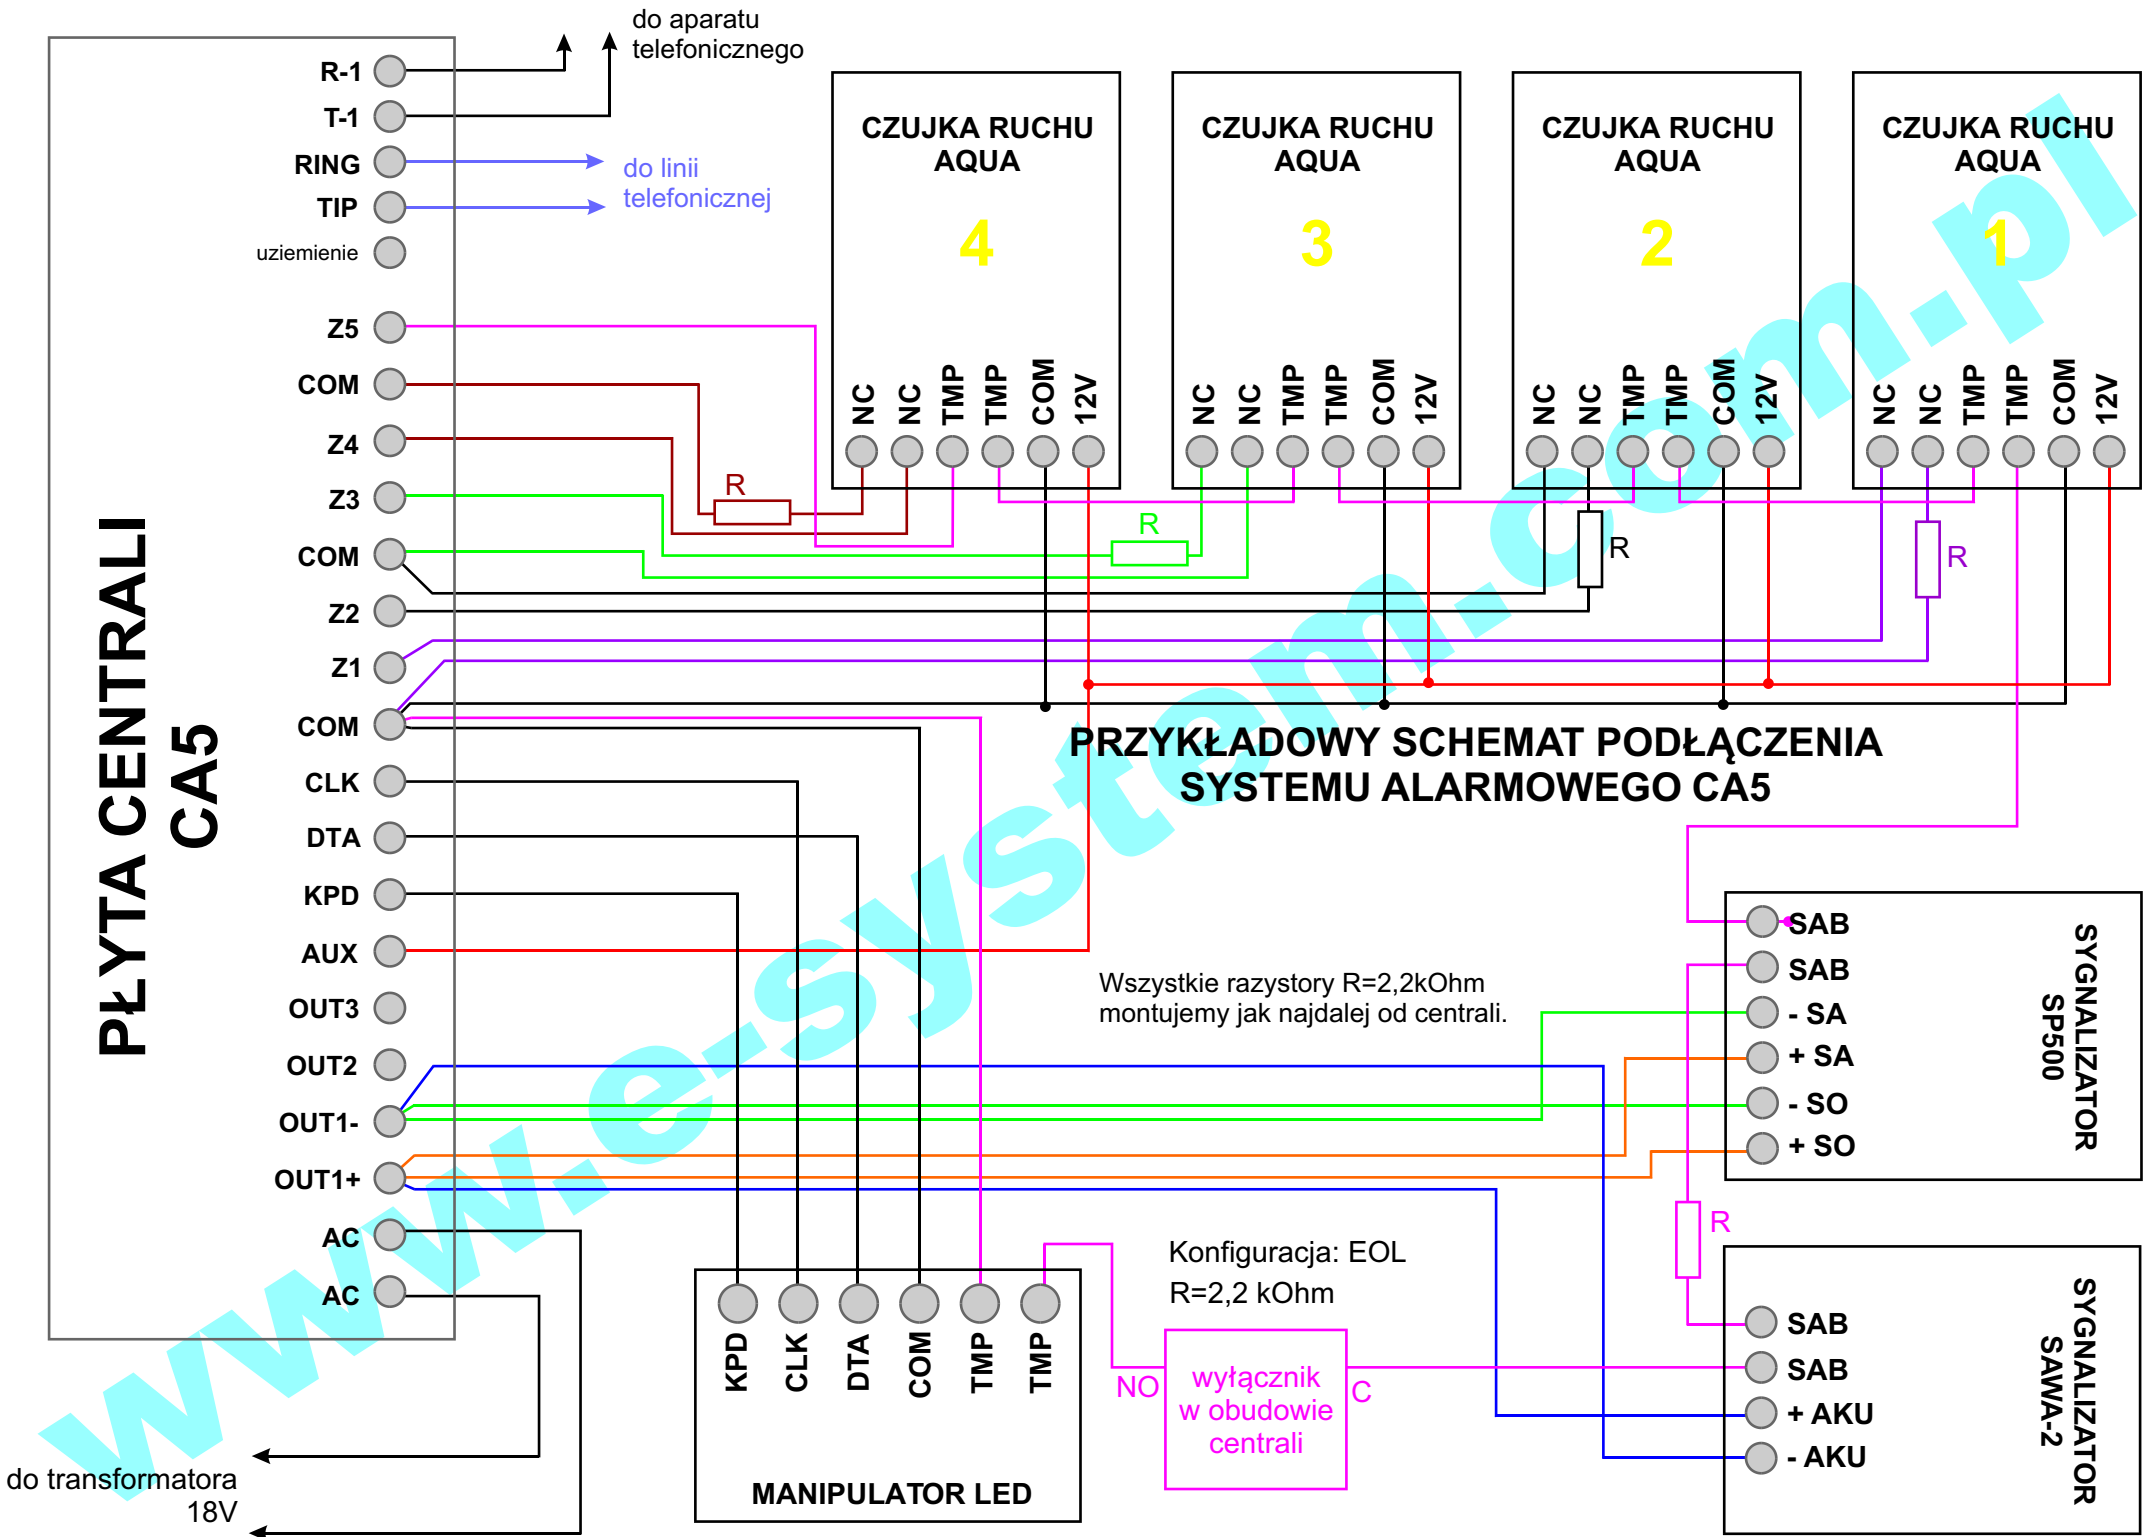 do aparatu
telefonicznego
R-1
T-1
RING
TIP
uziemienie
do linii
telefonicznej
Z5
COM
Z4
Z3
COM
Z2
Z1
COM
CLK
DTA
KPD
AUX
OUT3
OUT2
OUT1-
OUT1+
AC
AC
PŁYTA CENTRALI
CA5
do transformatora
18V
CZUJKA RUCHU
AQUA
4
NC
NC
TMP
TMP
COM
12V
CZUJKA RUCHU
AQUA
3
NC
NC
TMP
TMP
COM
12V
CZUJKA RUCHU
AQUA
2
NC
NC
TMP
TMP
COM
12V
CZUJKA RUCHU
AQUA
1
NC
NC
TMP
TMP
COM
12V
R
R
R
R
PRZYKŁADOWY SCHEMAT PODŁĄCZENIA
SYSTEMU ALARMOWEGO CA5
Wszystkie razystory R=2,2kOhm
montujemy jak najdalej od centrali.
SAB
SAB
- SA
+ SA
- SO
+ SO
SYGNALIZATOR
SP500
R
Konfiguracja: EOL
R=2,2 kOhm
KPD
CLK
DTA
COM
TMP
TMP
MANIPULATOR LED
NO
wyłącznik
w obudowie
centrali
C
SAB
SAB
+ AKU
- AKU
SYGNALIZATOR
SAWA-2
www.e-system.com.pl